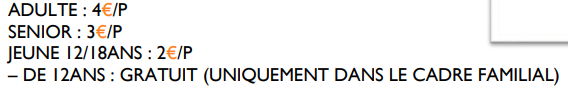 ADULTE : 4€/P
SENIOR : 3€/P
JEUNE 12/18ANS : 2€/P
– DE 12ANS : GRATUIT (UNIQUEMENT DANS LE CADRE FAMILIAL)